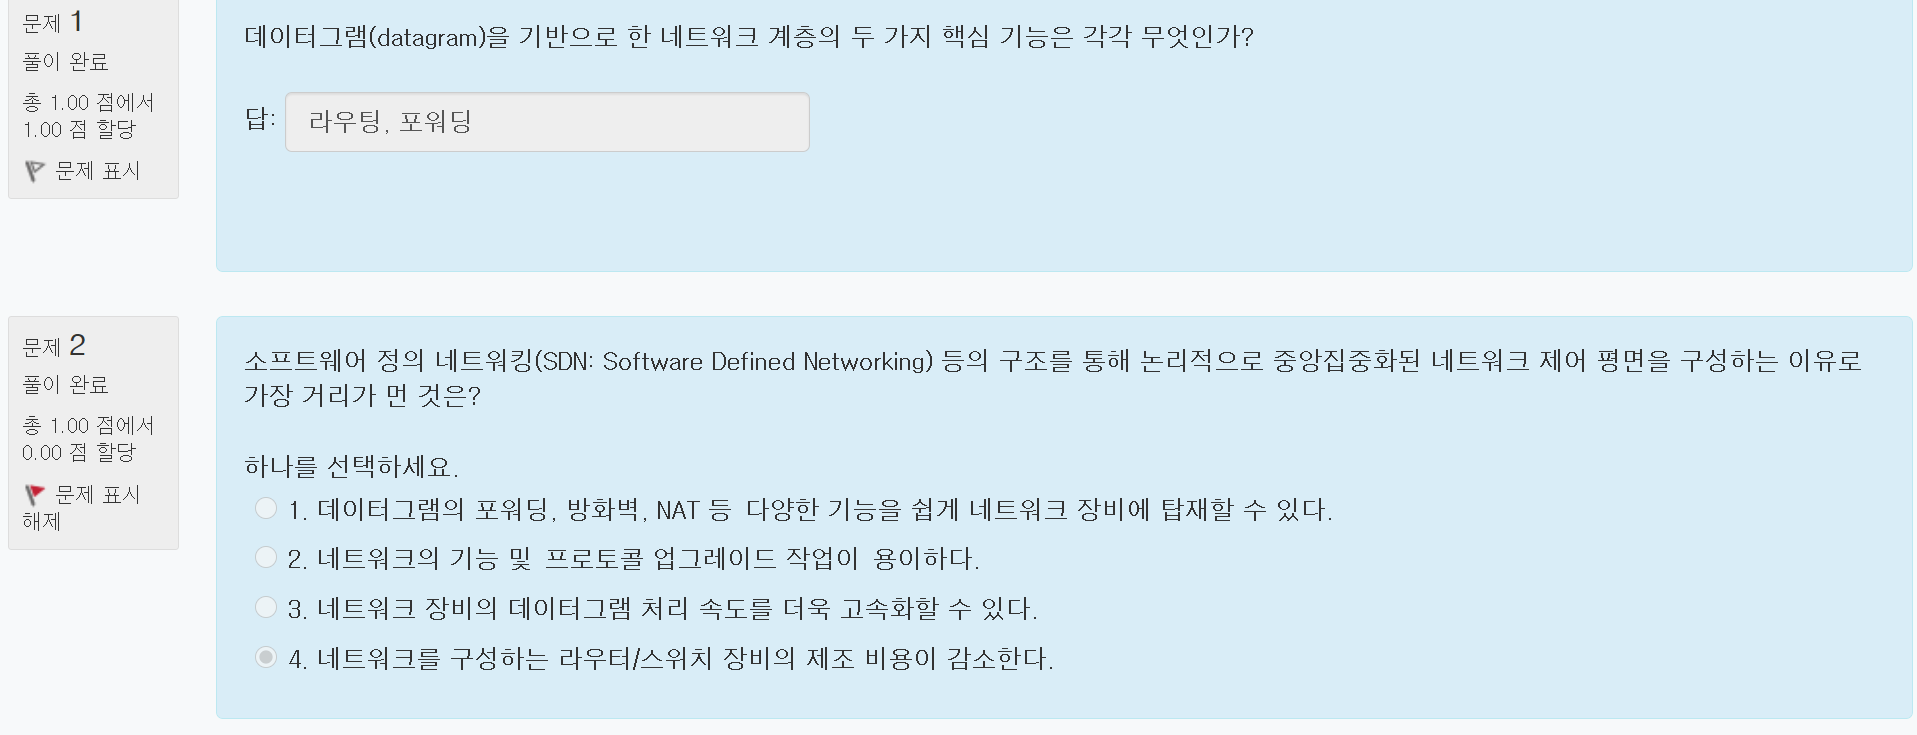 문제 1
풀이 완료
총 1.00 점에서
1.00 점 할당
문제 표시
데이터그램(datagram)을 기반으로 한 네트워크 계층의 두 가지 핵심 기능은 각각 무엇인가?
답: 라우팅, 포워딩
문제 2
풀이 완료
총 1.00 점에서
0.00 점 할당
문제 표시
해제
소프트웨어 정의 네트워킹(SDN: Software Defined Networking) 등의 구조를 통해 논리적으로 중앙집중화된 네트워크 제어 평면을 구성하는 이유로
가장 거리가 먼 것은?
하나를 선택하세요.
1. 데이터그램의 포워딩, 방화벽, NAT 등 다양한 기능을 쉽게 네트워크 장비에 탑재할 수 있다.
2. 네트워크의 기능 및 프로토콜 업그레이드 작업이 용이하다.
3. 네트워크 장비의 데이터그램 처리 속도를 더욱 고속화할 수 있다.
4. 네트워크를 구성하는 라우터/스위치 장비의 제조 비용이 감소한다.